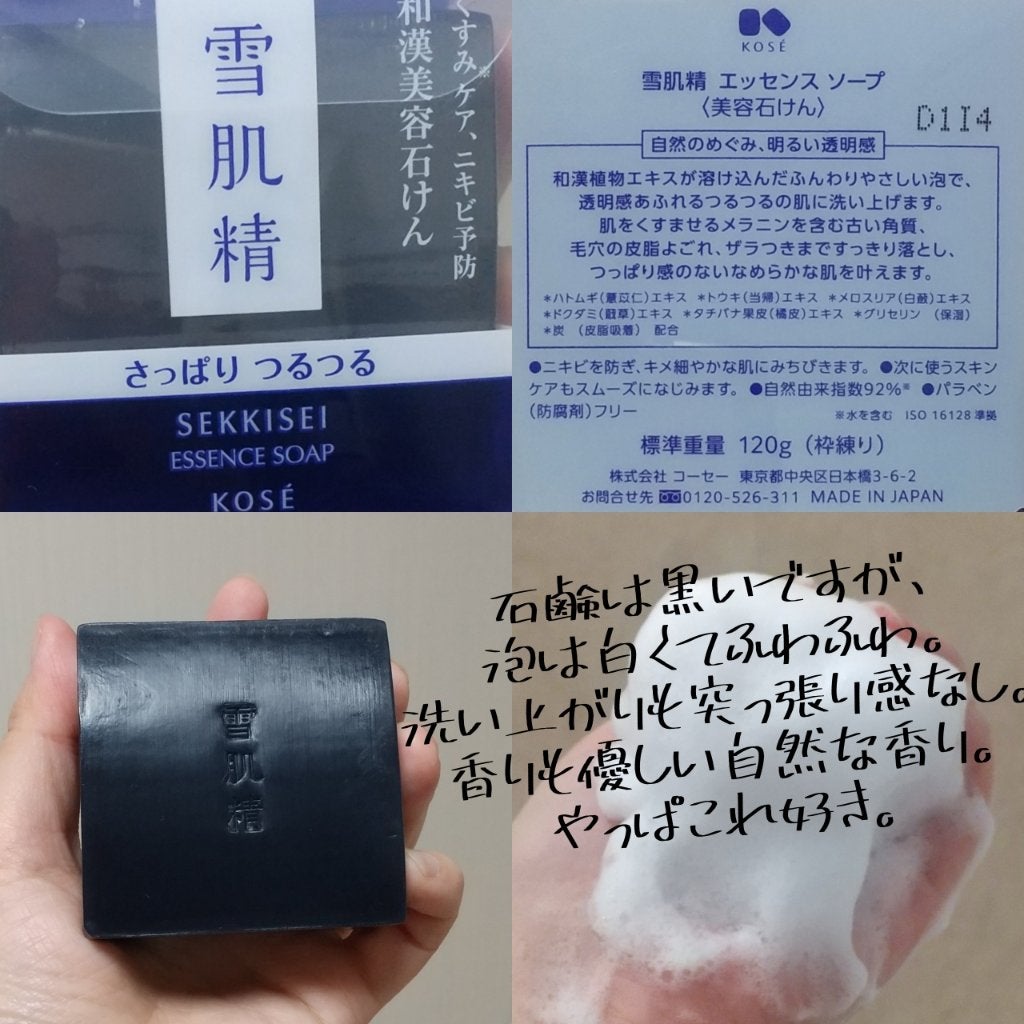 くすみ※ケア、ニキビ予防
和漢美容石けん
雪肌精
さっぱり つるつる
SEKKISEI
ESSENCE SOAP
KOSÉ
KOSÉ
雪肌精 エッセンス ソープ
〈美容石けん〉
D1I4
自然のめぐみ、明るい透明感
和漢植物エキスが溶け込んだふんわりやさしい泡で、
透明感あふれるつるつるの肌に洗い上げます。
肌をくすませるメラニンを含む古い角質、
毛穴の皮脂よごれ、ザラつきまですっきり落とし、
つっぱり感のないなめらかな肌を叶えます。
*ハトムギ(薏苡仁)エキス *トウキ(当帰)エキス *メロスリア(白蘞)エキス
*ドクダミ(蕺草)エキス *タチバナ果皮(橘皮)エキス *グリセリン (保湿)
*炭 (皮脂吸着) 配合
●ニキビを防ぎ、キメ細やかな肌にみちびきます。 ●次に使うスキン
ケアもスムーズになじみます。 ●自然由来指数92%※ ●パラベン
(防腐剤)フリー
※水を含む ISO 16128準拠
標準重量 120g (枠練り)
株式会社 コーセー 東京都中央区日本橋3-6-2
お問合せ先 0120-526-311 MADE IN JAPAN
雪肌精
石鹸は黒いですが、
泡は白くてふわふわ。
洗い上がりも突っ張り感なし。
香りも優しい自然な香り。
やっぱこれ好き。